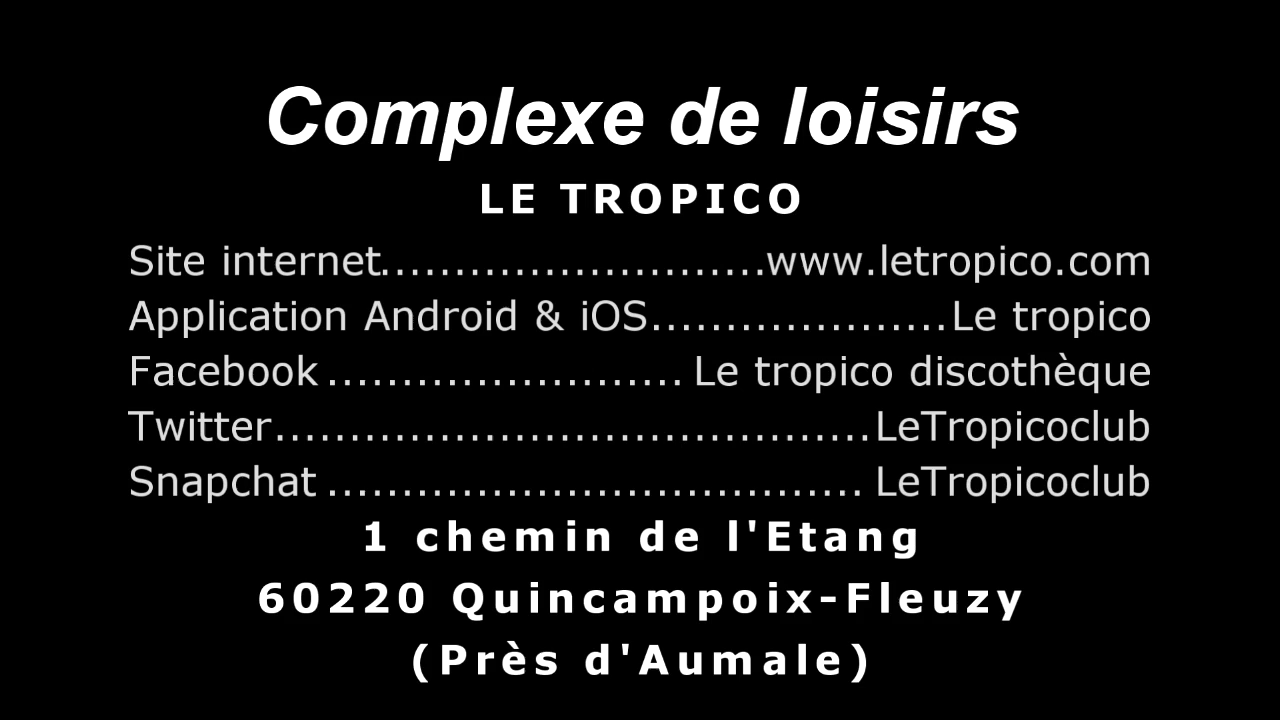 Complexe de loisirs
LE TROPICO
Site internet..........................www.letropico.com
Application Android & iOS....................Le tropico
Facebook........................ Le tropico discothèque
Twitter........................................LeTropicoclub
Snapchat.................................... LeTropicoclub
1 chemin de l'Etang
60220 Quincampoix-Fleuzy
(Près d'Aumale)